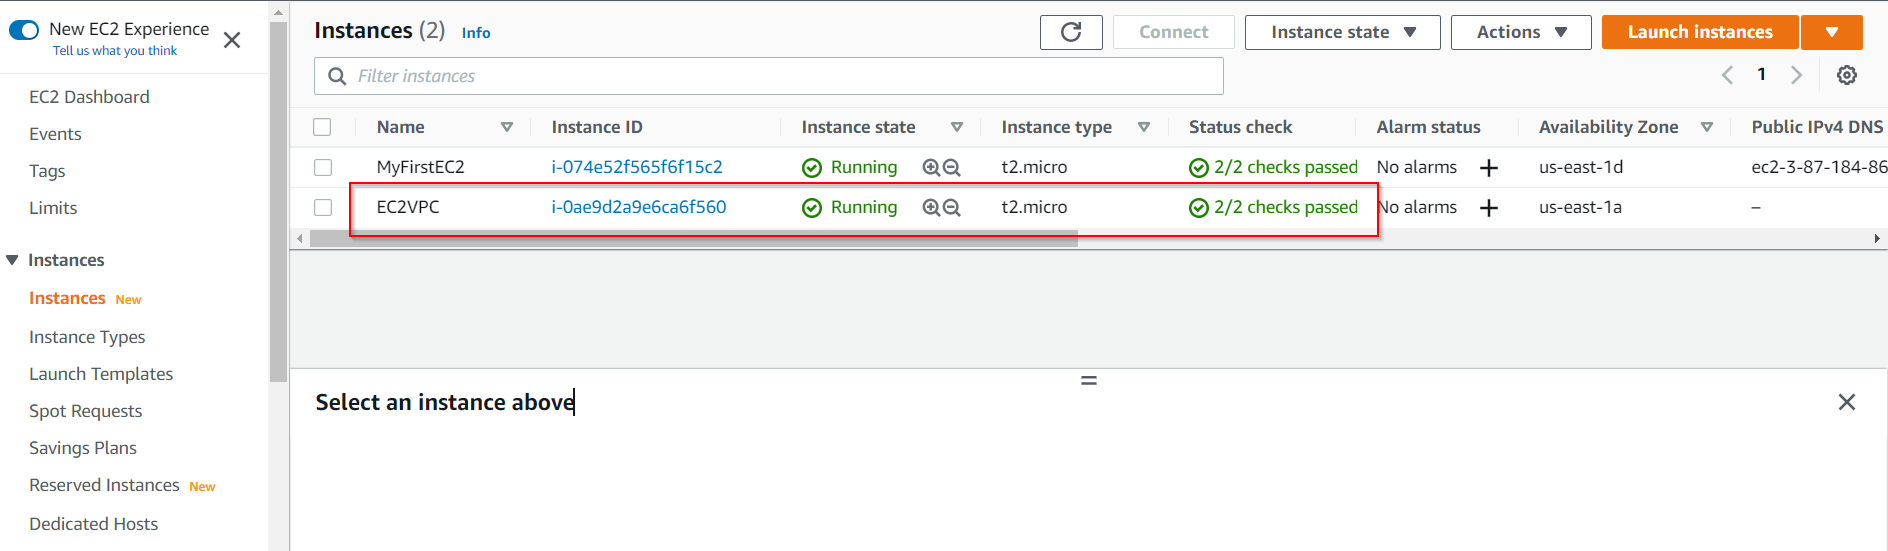 New EC2 Experience
Tell us what you think
EC2 Dashboard
Events
Tags
Limits
Instances
Instances New
Instance Types
Launch Templates
Spot Requests
Savings Plans
Reserved Instances New
Dedicated Hosts
Instances (2) Info
Connect
Instance state
Actions
Launch instances
Filter instances
1
Name Instance ID Instance state Instance type Status check Alarm status Availability Zone Public IPv4 DNS
MyFirstEC2 i-074e52f565f6f15c2 Running t2.micro 2/2 checks passed No alarms + us-east-1d ec2-3-87-184-86
EC2VPC i-0ae9d2a9e6ca6f560 Running t2.micro 2/2 checks passed No alarms + us-east-1a –
Select an instance above